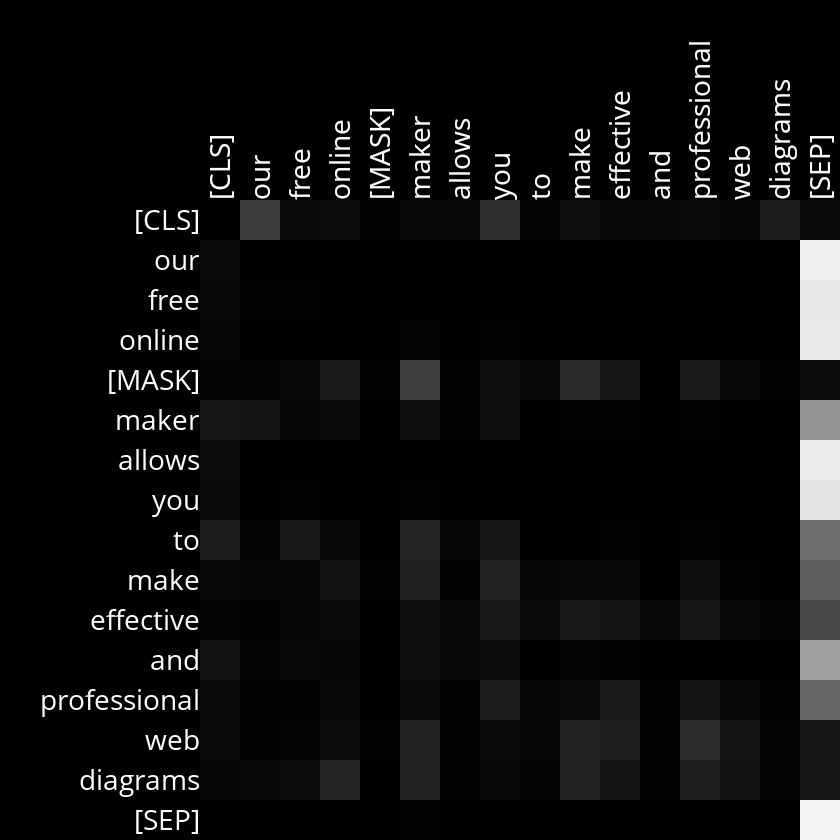 [CLS] our free online [MASK] maker allows you to make effective and professional web diagrams [SEP]
[CLS]
our
free
online
[MASK]
maker
allows
you
to
make
effective
and
professional
web
diagrams
[SEP]